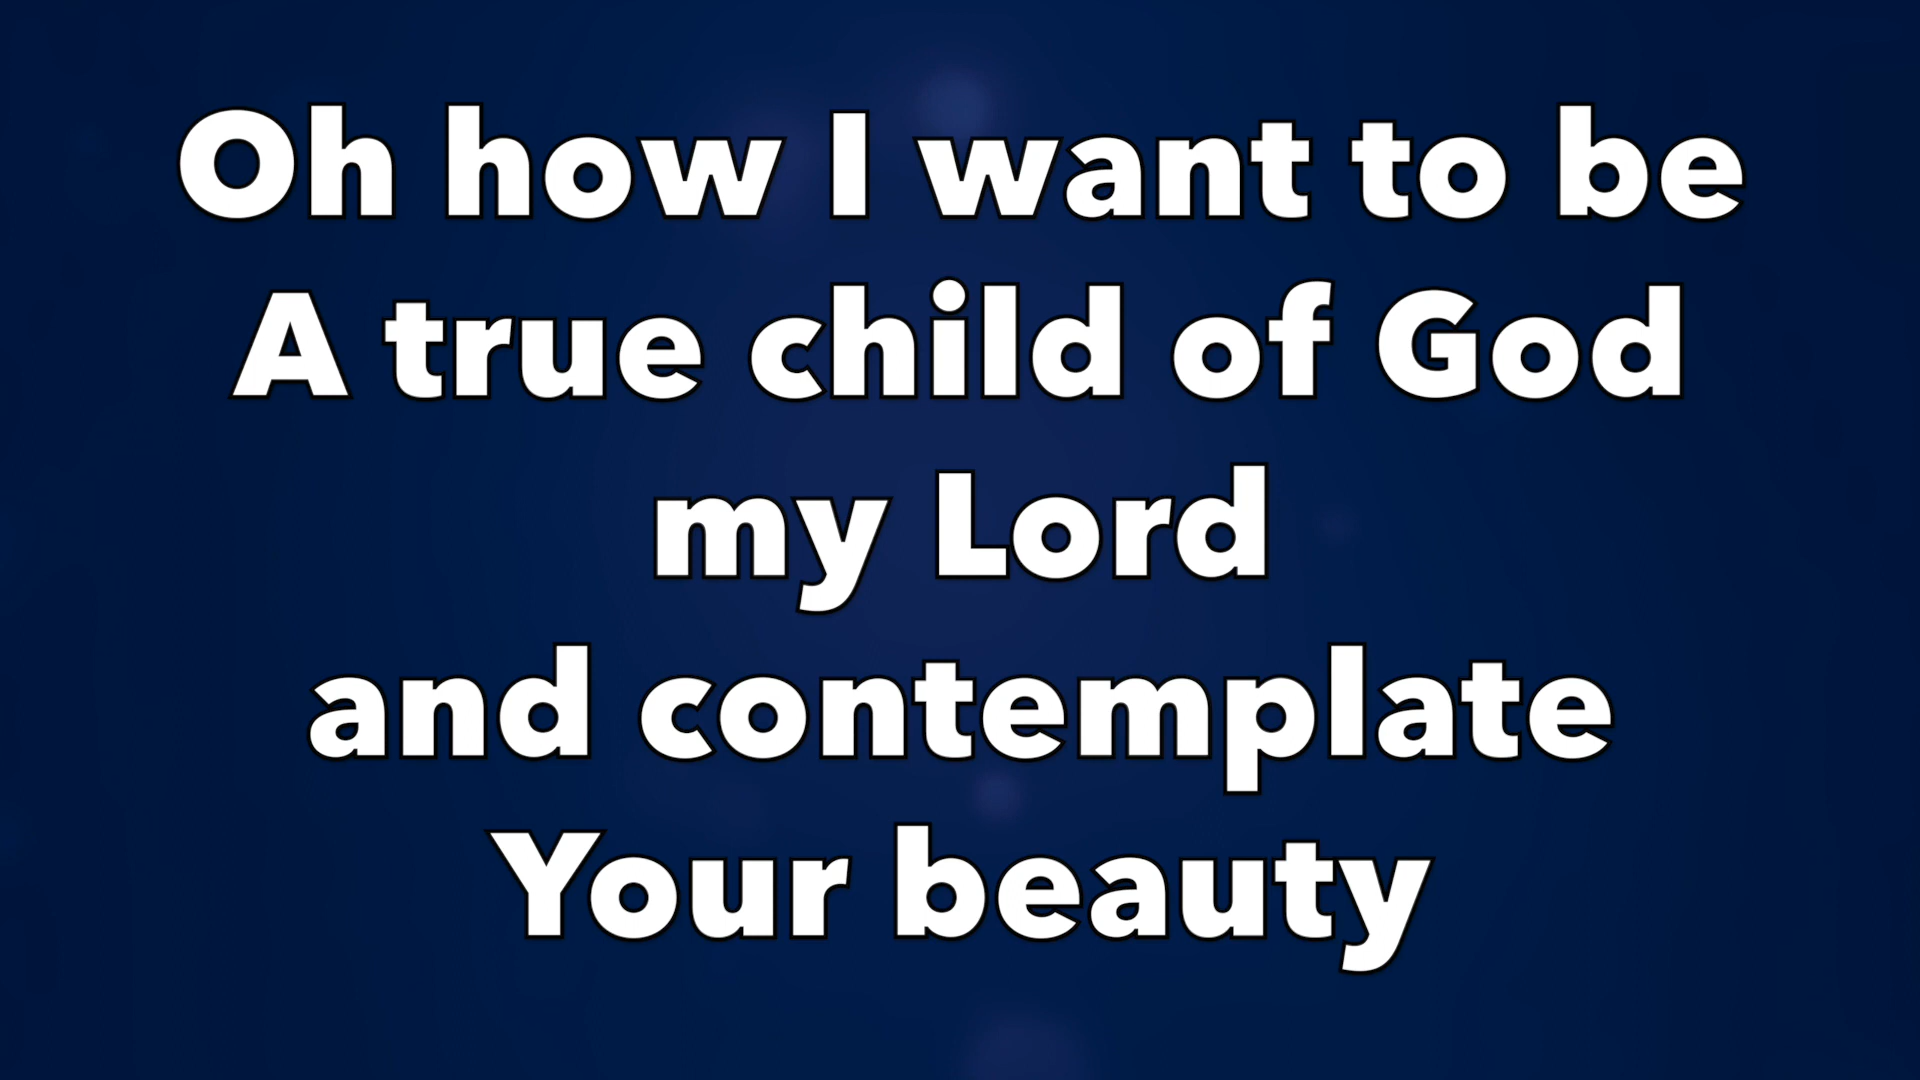 Oh how I want to be
A true child of God
my Lord
and contemplate
Your beauty